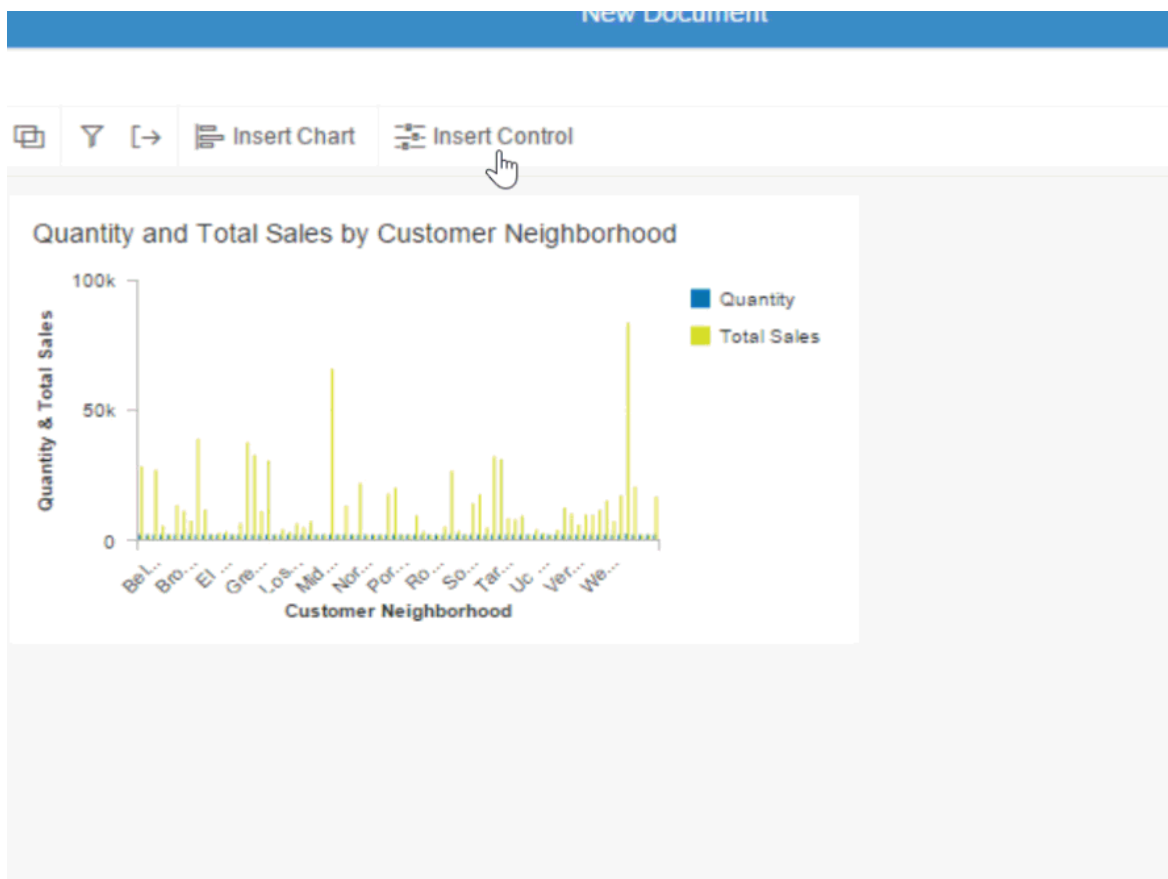 New Document
Insert Chart Insert Control
Quantity and Total Sales by Customer Neighborhood
100k
50k
0
Quantity & Total Sales
Quantity
Total Sales
Bel... Bro... El ... Gre... Los... Mid... Nor... Por... Ro... So... Tar... Uc ... Ver... We...
Customer Neighborhood